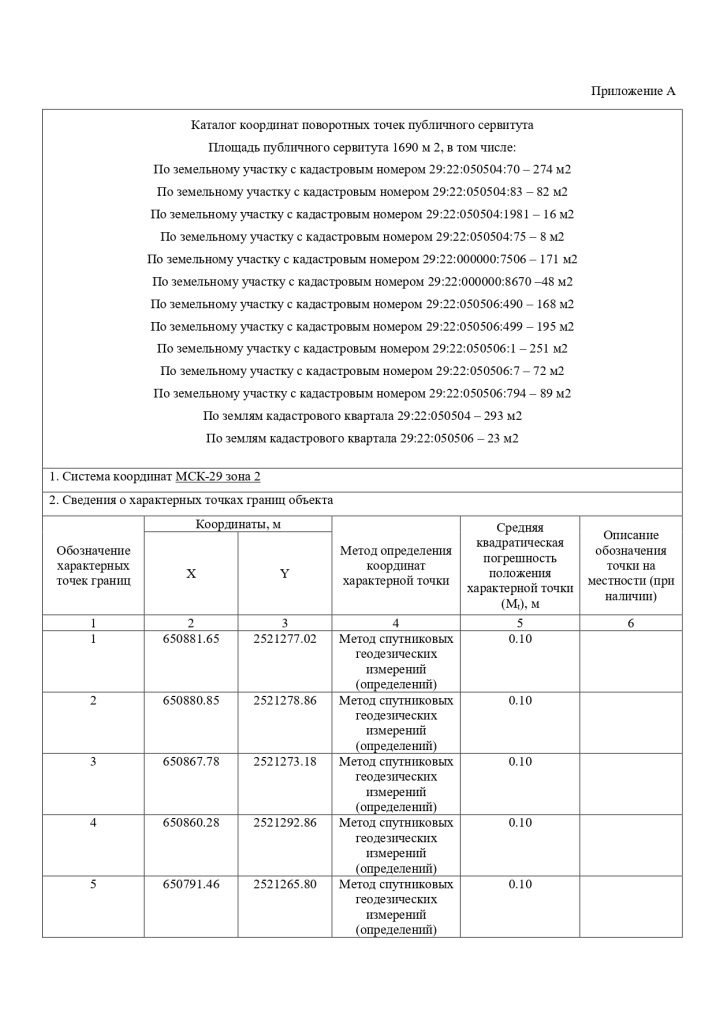 Приложение А
Каталог координат поворотных точек публичного сервитута
Площадь публичного сервитута 1690 м 2, в том числе:
По земельному участку с кадастровым номером 29:22:050504:70 – 274 м2
По земельному участку с кадастровым номером 29:22:050504:83 – 82 м2
По земельному участку с кадастровым номером 29:22:050504:1981 – 16 м2
По земельному участку с кадастровым номером 29:22:050504:75 – 8 м2
По земельному участку с кадастровым номером 29:22:000000:7506 – 171 м2
По земельному участку с кадастровым номером 29:22:000000:8670 –48 м2
По земельному участку с кадастровым номером 29:22:050506:490 – 168 м2
По земельному участку с кадастровым номером 29:22:050506:499 – 195 м2
По земельному участку с кадастровым номером 29:22:050506:1 – 251 м2
По земельному участку с кадастровым номером 29:22:050506:7 – 72 м2
По земельному участку с кадастровым номером 29:22:050506:794 – 89 м2
По землям кадастрового квартала 29:22:050504 – 293 м2
По землям кадастрового квартала 29:22:050506 – 23 м2
1. Система координат МСК-29 зона 2
2. Сведения о характерных точках границ объекта
Обозначение
характерных
точек границ
Координаты, м
X
Y
Метод определения
координат
характерной точки
Средняя
квадратическая
погрешность
положения
характерной точки
(Mt), м
Описание
обозначения
точки на
местности (при
наличии)
1 2 3 4 5 6
1 650881.65 2521277.02 Метод спутниковых 0.10
геодезических
измерений
(определений)
2 650880.85 2521278.86 Метод спутниковых 0.10
геодезических
измерений
(определений)
3 650867.78 2521273.18 Метод спутниковых 0.10
геодезических
измерений
(определений)
4 650860.28 2521292.86 Метод спутниковых 0.10
геодезических
измерений
(определений)
5 650791.46 2521265.80 Метод спутниковых 0.10
геодезических
измерений
(определений)